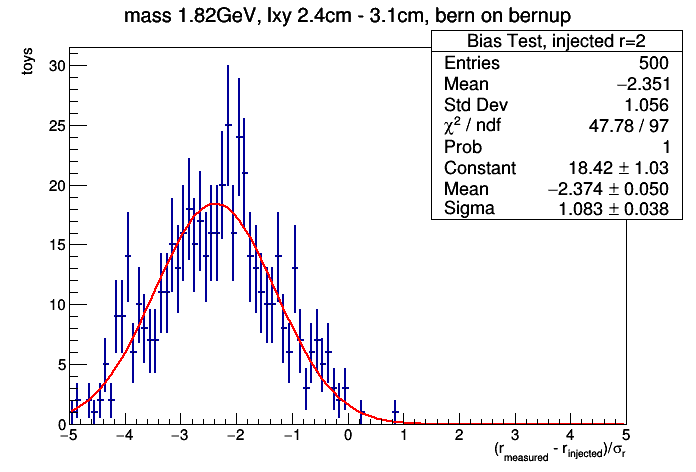 mass 1.82GeV, lxy 2.4cm - 3.1cm, bern on bernup
toys
Bias Test, injected r=2
Entries 500
Mean −2.351
Std Dev 1.056
χ² / ndf 47.78 / 97
Prob 1
Constant 18.42 ± 1.03
Mean −2.374 ± 0.050
Sigma 1.083 ± 0.038
30
25
20
15
10
5
0
−5 −4 −3 −2 −1 0 1 2 3 4 5
(r_measured - r_injected)/σ_r